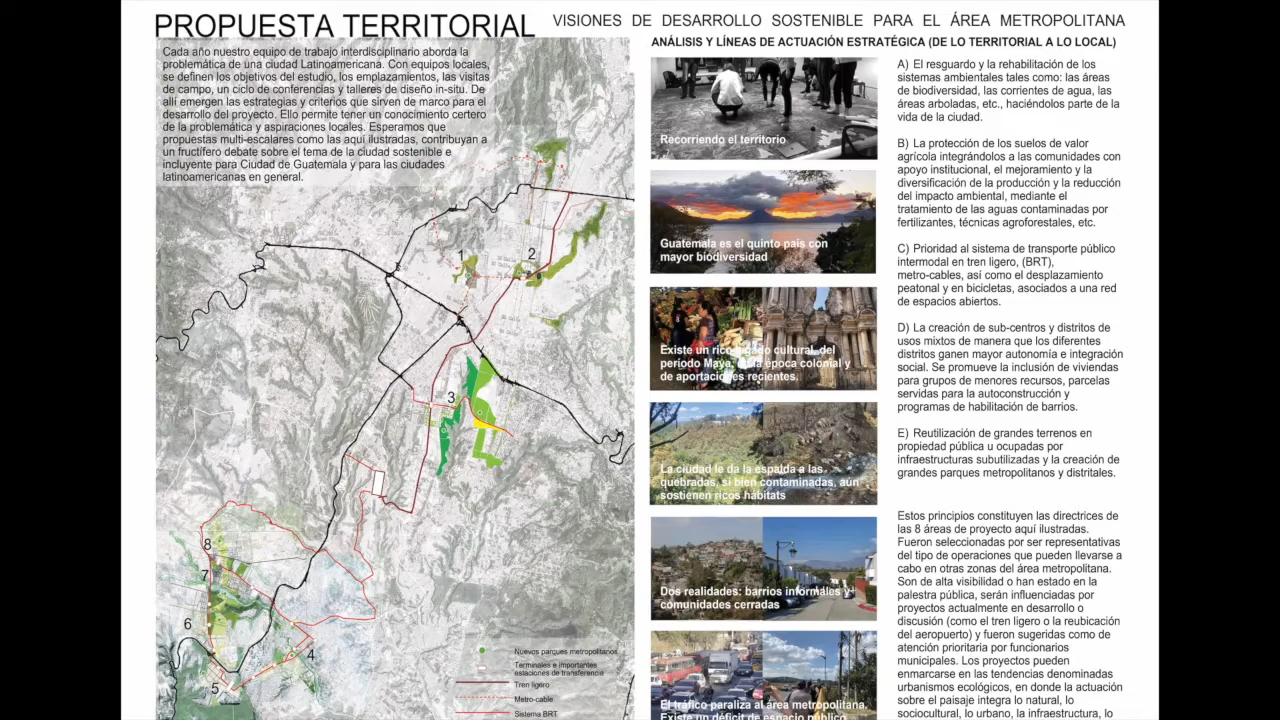 PROPUESTA TERRITORIAL
VISIONES DE DESARROLLO SOSTENIBLE PARA EL ÁREA METROPOLITANA
Cada año nuestro equipo de trabajo interdisciplinario aborda la
problemática de una ciudad Latinoamericana. Con equipos locales,
se definen los objetivos del estudio, los emplazamientos, las visitas
de campo, un ciclo de conferencias y talleres de diseño in-situ. De
allí emergen las estrategias y criterios que sirven de marco para el
desarrollo del proyecto. Ello permite tener un conocimiento certero
de la problemática y aspiraciones locales. Esperamos que
propuestas multi-escalares como las aquí ilustradas, contribuyan a
un fructífero debate sobre el tema de la ciudad sostenible e
incluyente para Ciudad de Guatemala y para las ciudades
latinoamericanas en general.
1
2
3
8
7
6
4
5
Nuevos parques metropolitanos
Terminales e importantes
estaciones de transferencia
Tren ligero
Metro-cable
Sistema BRT
ANÁLISIS Y LÍNEAS DE ACTUACIÓN ESTRATÉGICA (DE LO TERRITORIAL A LO LOCAL)
Recorriendo el territorio
Guatemala es el quinto país con
mayor biodiversidad
Existe un rico legado cultural, del
período Maya, de la época colonial y
de aportaciones recientes.
La ciudad le da la espalda a las
quebradas, si bien contaminadas, aún
sostienen ricos hábitats
Dos realidades: barrios informales y
comunidades cerradas
El tráfico paraliza al área metropolitana.
Existe un déficit de espacio público
A) El resguardo y la rehabilitación de los
sistemas ambientales tales como: las áreas
de biodiversidad, las corrientes de agua, las
áreas arboladas, etc., haciéndolos parte de la
vida de la ciudad.
B) La protección de los suelos de valor
agrícola integrándolos a las comunidades con
apoyo institucional, el mejoramiento y la
diversificación de la producción y la reducción
del impacto ambiental, mediante el
tratamiento de las aguas contaminadas por
fertilizantes, técnicas agroforestales, etc.
C) Prioridad al sistema de transporte público
intermodal en tren ligero, (BRT),
metro-cables, así como el desplazamiento
peatonal y en bicicletas, asociados a una red
de espacios abiertos.
D) La creación de sub-centros y distritos de
usos mixtos de manera que los diferentes
distritos ganen mayor autonomía e integración
social. Se promueve la inclusión de viviendas
para grupos de menores recursos, parcelas
servidas para la autoconstrucción y
programas de habilitación de barrios.
E) Reutilización de grandes terrenos en
propiedad pública u ocupadas por
infraestructuras subutilizadas y la creación de
grandes parques metropolitanos y distritales.
Estos principios constituyen las directrices de
las 8 áreas de proyecto aquí ilustradas.
Fueron seleccionadas por ser representativas
del tipo de operaciones que pueden llevarse a
cabo en otras zonas del área metropolitana.
Son de alta visibilidad o han estado en la
palestra pública, serán influenciadas por
proyectos actualmente en desarrollo o
discusión (como el tren ligero o la reubicación
del aeropuerto) y fueron sugeridas como de
atención prioritaria por funcionarios
municipales. Los proyectos pueden
enmarcarse en las tendencias denominadas
urbanismos ecológicos, en donde la actuación
sobre el paisaje integra lo natural, lo
sociocultural, lo urbano, la infraestructura, lo